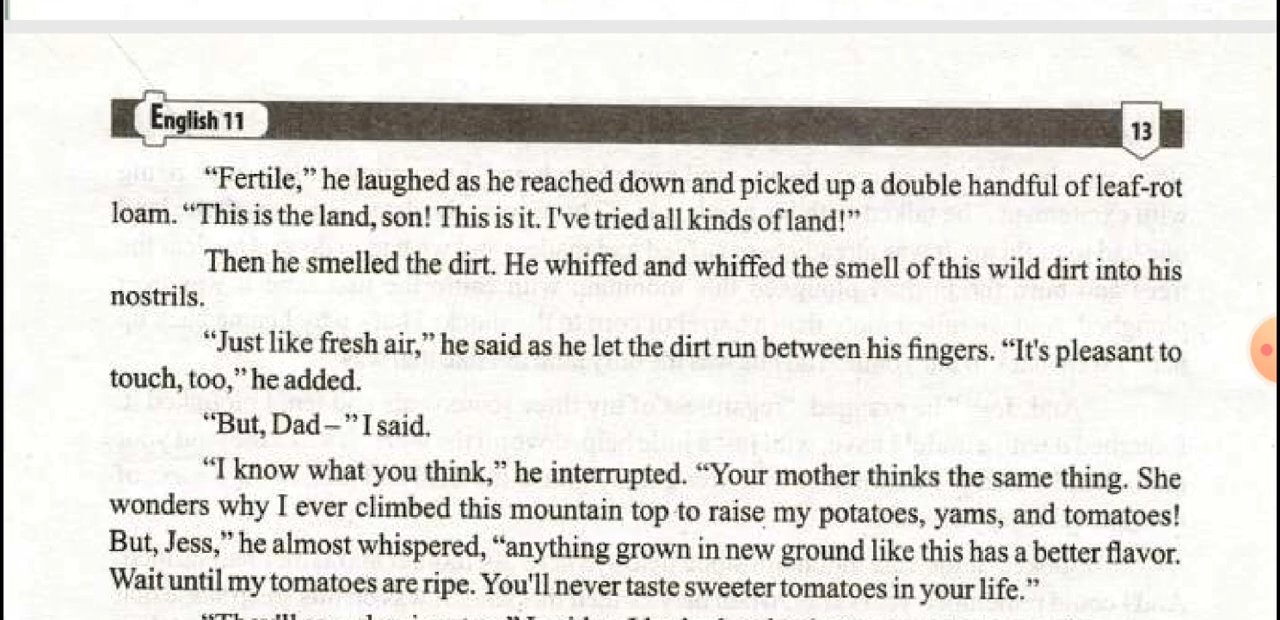 English 11
13
“Fertile,” he laughed as he reached down and picked up a double handful of leaf-rot
loam. “This is the land, son! This is it. I've tried all kinds of land!”
Then he smelled the dirt. He whiffed and whiffed the smell of this wild dirt into his
nostrils.
“Just like fresh air,” he said as he let the dirt run between his fingers. “It's pleasant to
touch, too,” he added.
“But, Dad–” I said.
“I know what you think,” he interrupted. “Your mother thinks the same thing. She
wonders why I ever climbed this mountain top to raise my potatoes, yams, and tomatoes!
But, Jess,” he almost whispered, “anything grown in new ground like this has a better flavor.
Wait until my tomatoes are ripe. You'll never taste sweeter tomatoes in your life.”